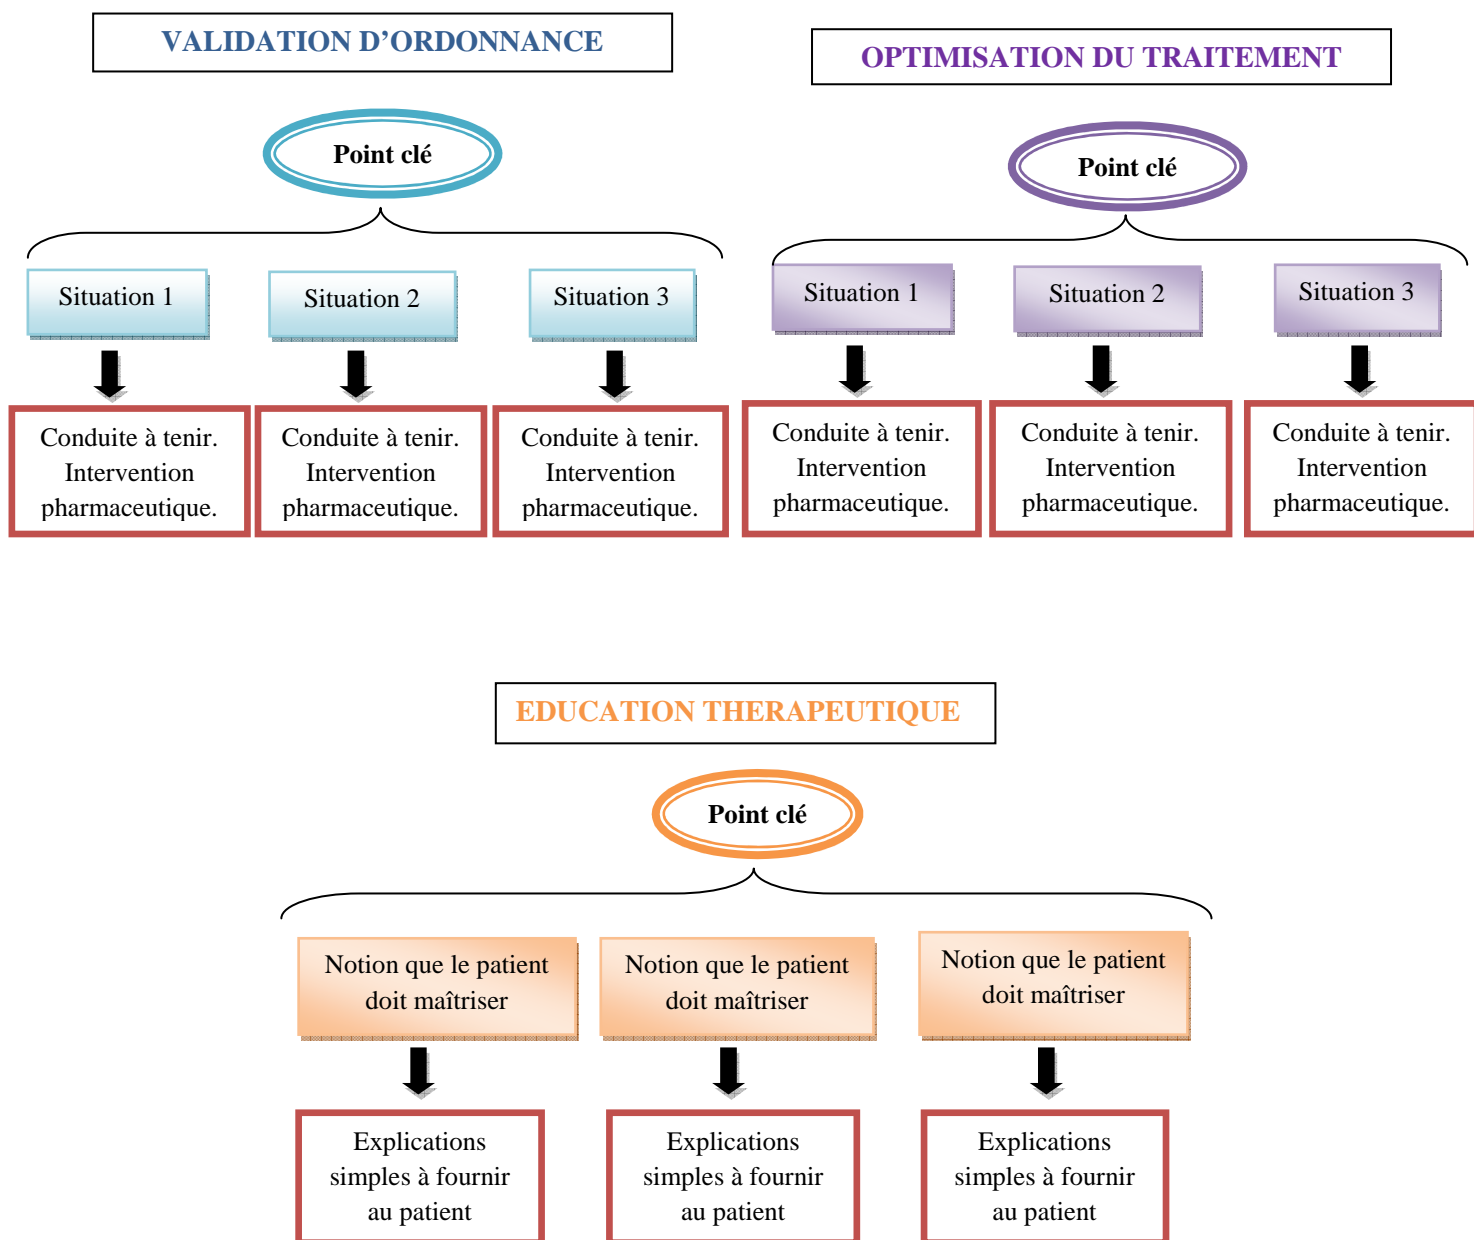 VALIDATION D’ORDONNANCE
Point clé
Situation 1
Situation 2
Situation 3
Conduite à tenir.
Intervention
pharmaceutique.
Conduite à tenir.
Intervention
pharmaceutique.
Conduite à tenir.
Intervention
pharmaceutique.
OPTIMISATION DU TRAITEMENT
Point clé
Situation 1
Situation 2
Situation 3
Conduite à tenir.
Intervention
pharmaceutique.
Conduite à tenir.
Intervention
pharmaceutique.
Conduite à tenir.
Intervention
pharmaceutique.
EDUCATION THERAPEUTIQUE
Point clé
Notion que le patient
doit maîtriser
Notion que le patient
doit maîtriser
Notion que le patient
doit maîtriser
Explications
simples à fournir
au patient
Explications
simples à fournir
au patient
Explications
simples à fournir
au patient